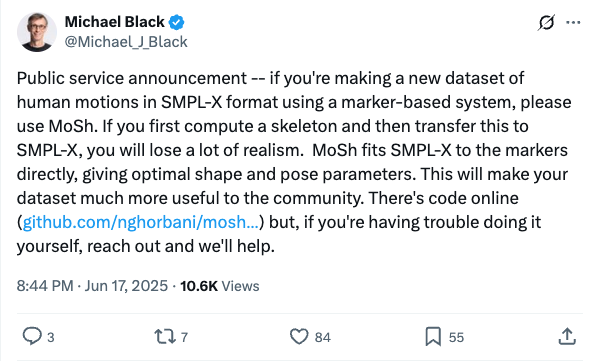 Michael Black
@Michael_J_Black
Public service announcement -- if you're making a new dataset of
human motions in SMPL-X format using a marker-based system, please
use MoSh. If you first compute a skeleton and then transfer this to
SMPL-X, you will lose a lot of realism.  MoSh fits SMPL-X to the markers
directly, giving optimal shape and pose parameters. This will make your
dataset much more useful to the community. There's code online
(github.com/nghorbani/mosh...) but, if you're having trouble doing it
yourself, reach out and we'll help.
8:44 PM · Jun 17, 2025 · 10.6K Views
3 7 84 55